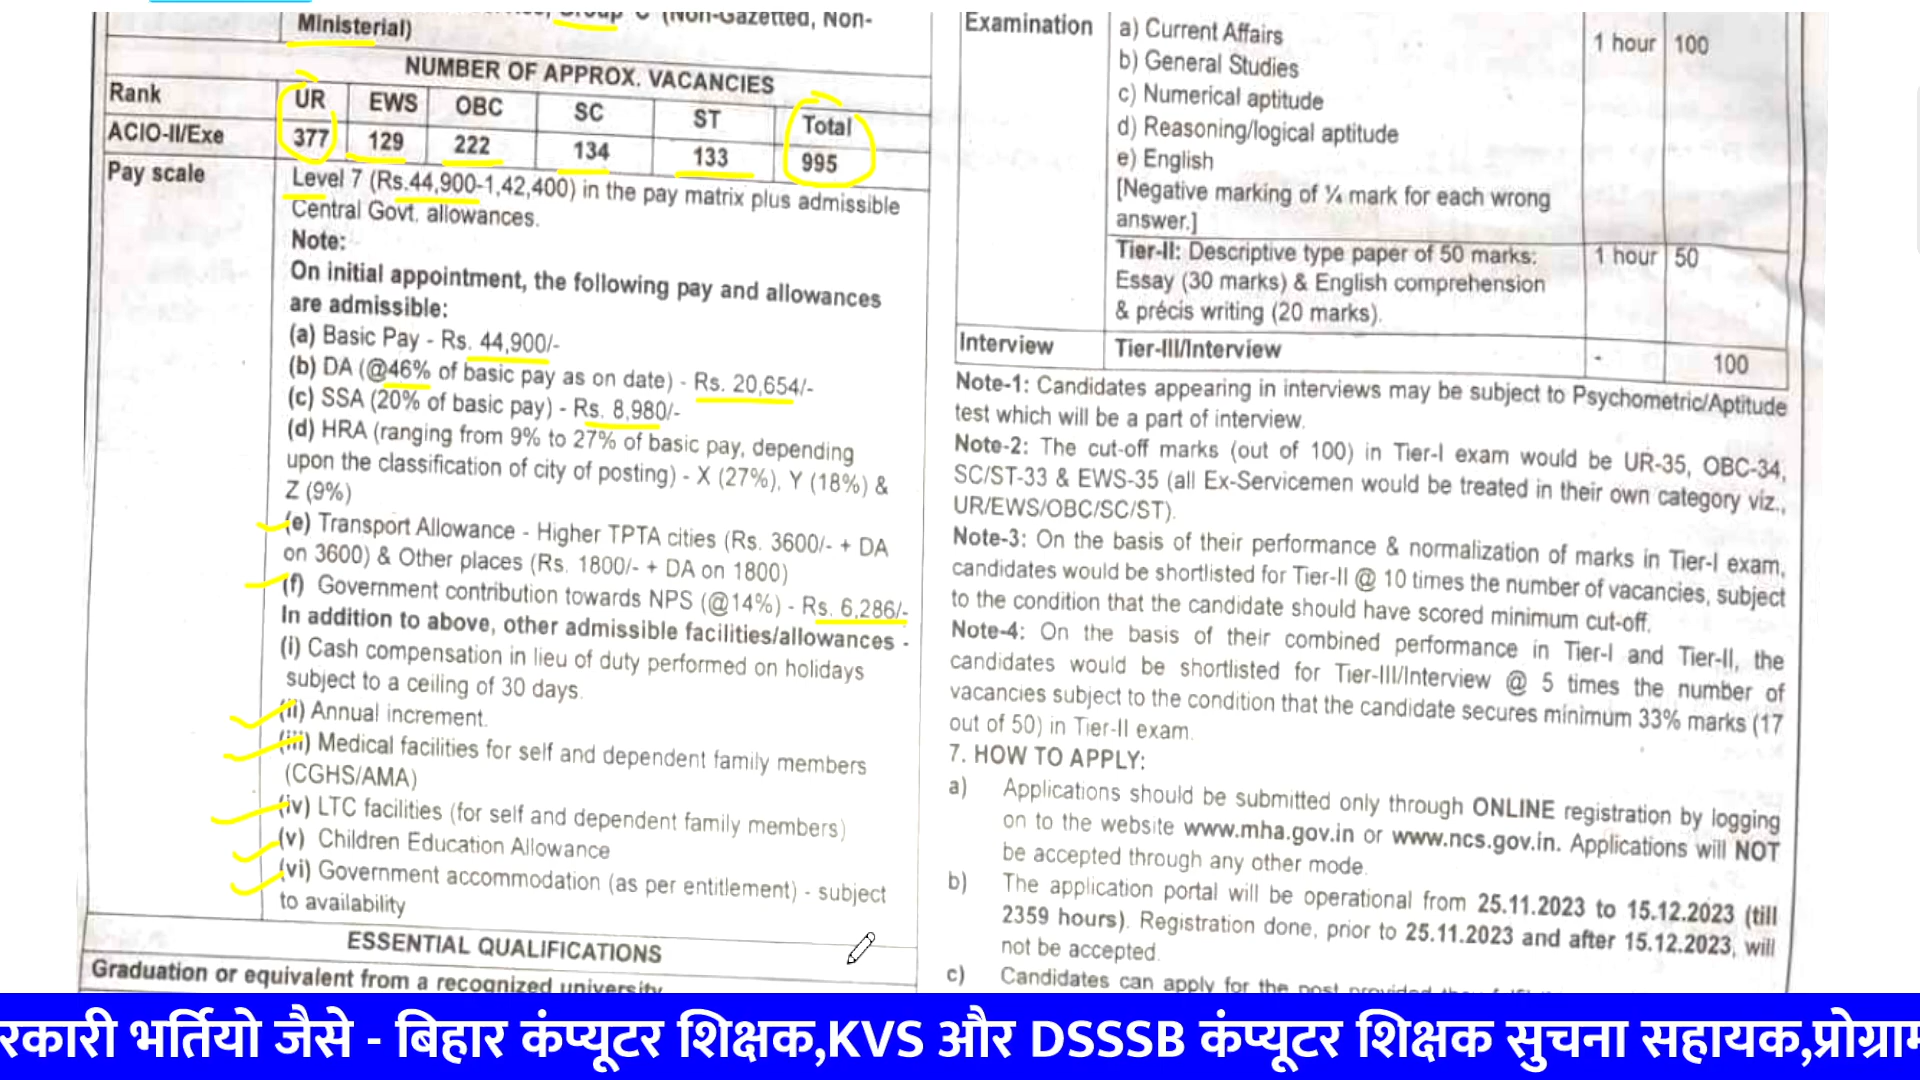 Group 'C' (Non-Gazetted, Non-
Ministerial)
NUMBER OF APPROX. VACANCIES
Rank UR EWS OBC SC ST Total
ACIO-II/Exe 377 129 222 134 133 995
Pay scale Level 7 (Rs.44,900-1,42,400) in the pay matrix plus admissible
Central Govt. allowances.
Note:
On initial appointment, the following pay and allowances
are admissible:
(a) Basic Pay - Rs. 44,900/-
(b) DA (@46% of basic pay as on date) - Rs. 20,654/-
(c) SSA (20% of basic pay) - Rs. 8,980/-
(d) HRA (ranging from 9% to 27% of basic pay, depending
upon the classification of city of posting) - X (27%), Y (18%) &
Z (9%)
(e) Transport Allowance - Higher TPTA cities (Rs. 3600/- + DA
on 3600) & Other places (Rs. 1800/- + DA on 1800)
(f) Government contribution towards NPS (@14%) - Rs. 6,286/-
In addition to above, other admissible facilities/allowances -
(i) Cash compensation in lieu of duty performed on holidays
subject to a ceiling of 30 days.
(ii) Annual increment.
(iii) Medical facilities for self and dependent family members
(CGHS/AMA)
(iv) LTC facilities (for self and dependent family members)
(v) Children Education Allowance
(vi) Government accommodation (as per entitlement) - subject
to availability
ESSENTIAL QUALIFICATIONS
Graduation or equivalent from a recognized university
Examination a) Current Affairs 1 hour 100
b) General Studies
c) Numerical aptitude
d) Reasoning/logical aptitude
e) English
[Negative marking of ¼ mark for each wrong
answer.]
Tier-II: Descriptive type paper of 50 marks: 1 hour 50
Essay (30 marks) & English comprehension
& précis writing (20 marks).
Interview Tier-III/Interview - 100
Note-1: Candidates appearing in interviews may be subject to Psychometric/Aptitude
test which will be a part of interview.
Note-2: The cut-off marks (out of 100) in Tier-I exam would be UR-35, OBC-34,
SC/ST-33 & EWS-35 (all Ex-Servicemen would be treated in their own category viz.,
UR/EWS/OBC/SC/ST).
Note-3: On the basis of their performance & normalization of marks in Tier-I exam,
candidates would be shortlisted for Tier-II @ 10 times the number of vacancies, subject
to the condition that the candidate should have scored minimum cut-off.
Note-4: On the basis of their combined performance in Tier-I and Tier-II, the
candidates would be shortlisted for Tier-III/Interview @ 5 times the number of
vacancies subject to the condition that the candidate secures minimum 33% marks (17
out of 50) in Tier-II exam.
7. HOW TO APPLY:
a) Applications should be submitted only through ONLINE registration by logging
on to the website www.mha.gov.in or www.ncs.gov.in. Applications will NOT
be accepted through any other mode.
b) The application portal will be operational from 25.11.2023 to 15.12.2023 (till
2359 hours). Registration done, prior to 25.11.2023 and after 15.12.2023, will
not be accepted.
c) Candidates can apply for the post provided they
रकारी भर्तियो जैसे - बिहार कंप्यूटर शिक्षक,KVS और DSSSB कंप्यूटर शिक्षक सुचना सहायक,प्रोग्राम